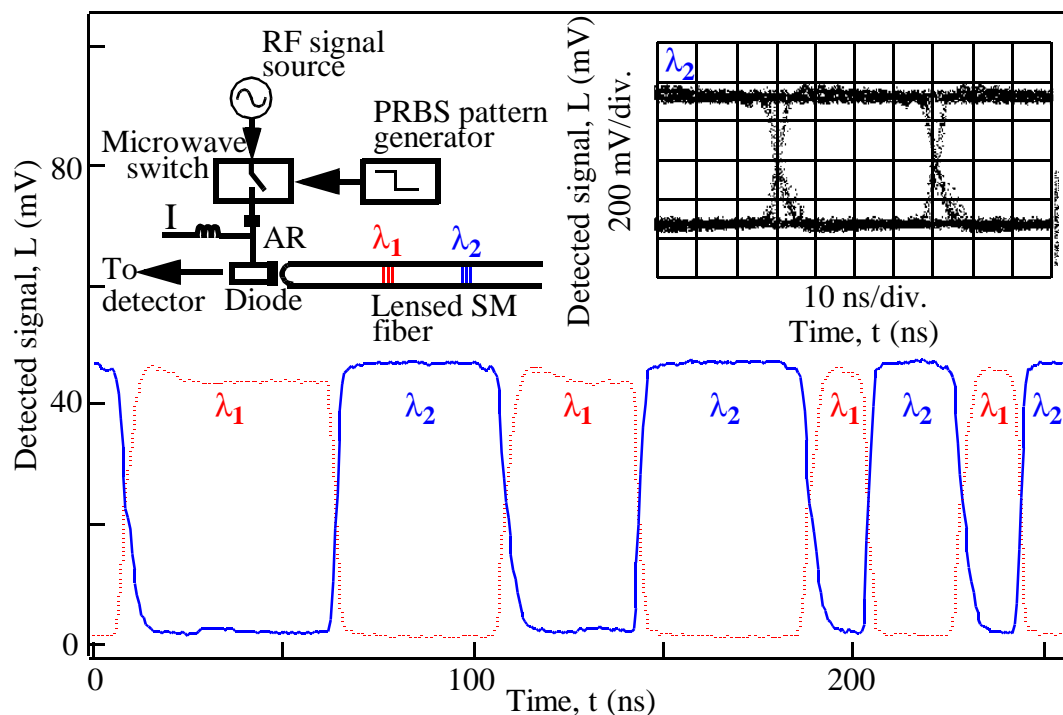 RF signal
source
PRBS pattern
generator
Microwave
switch
I
AR
λ1
λ2
To
detector
Diode
Lensed SM
fiber
λ2
Detected signal, L (mV)
200 mV/div.
10 ns/div.
Time, t (ns)
Detected signal, L (mV)
80
40
0
λ1
λ2
λ1
λ2
λ1
λ2
λ1
λ2
0
100
200
Time, t (ns)